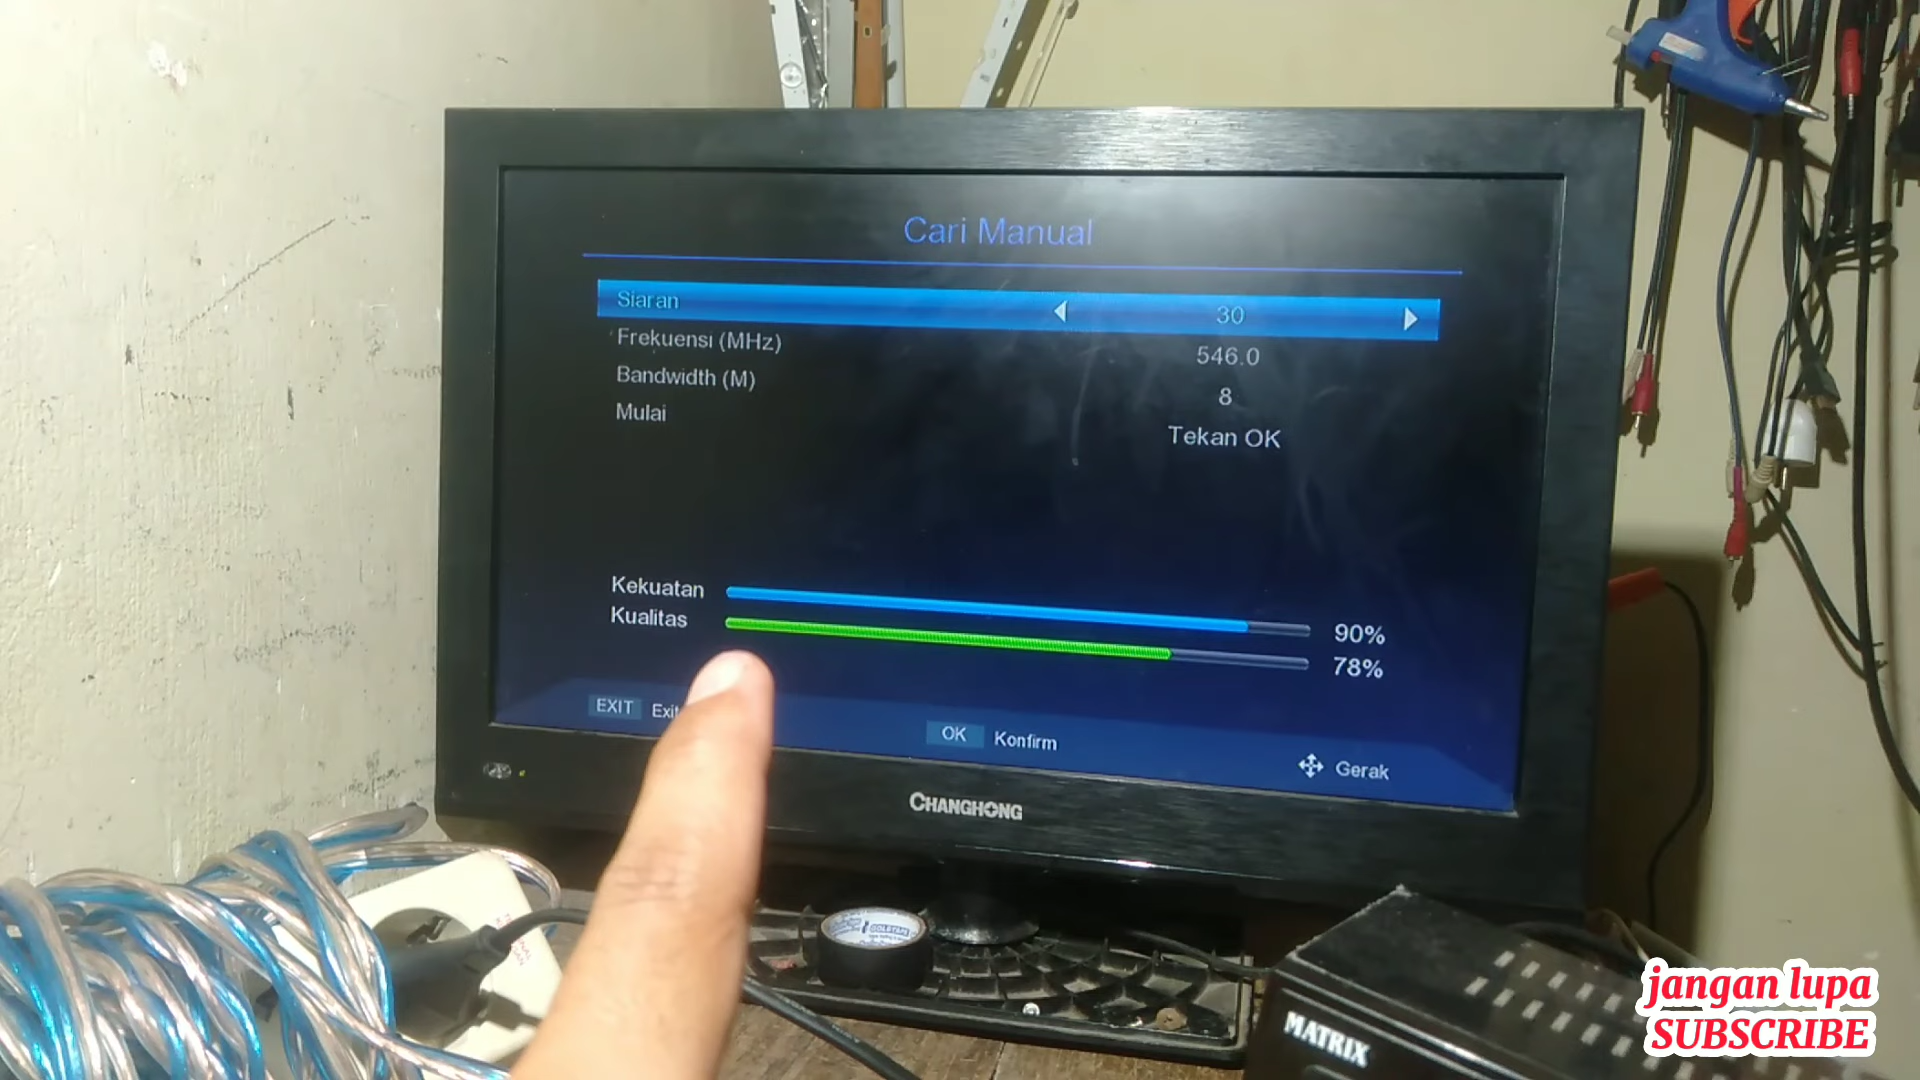 Cari Manual
Siaran 30
Frekuensi (MHz) 546.0
Bandwidth (M) 8
Mulai Tekan OK
Kekuatan 90%
Kualitas 78%
EXIT Exit
OK Konfirm
Gerak
CHANGHONG
GOLDTAPE
MATRIX
jangan lupa
SUBSCRIBE